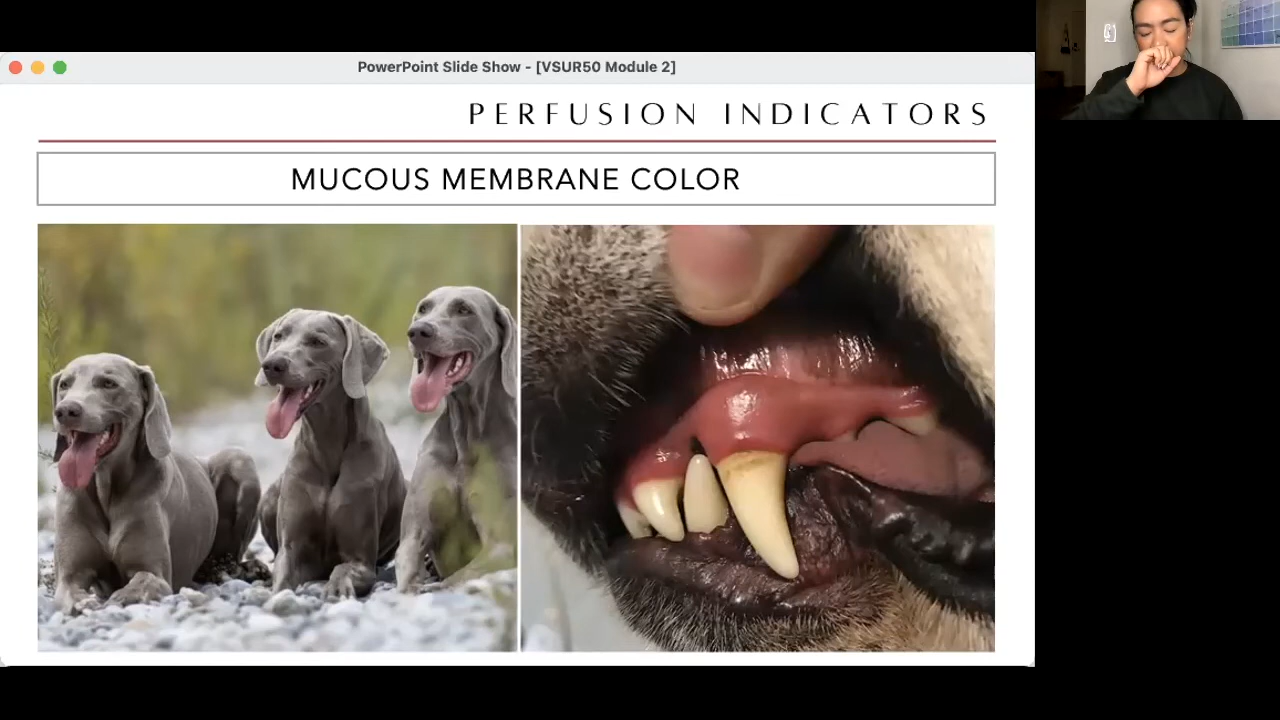 PowerPoint Slide Show - [VSUR50 Module 2]
PERFUSION INDICATORS
MUCOUS MEMBRANE COLOR